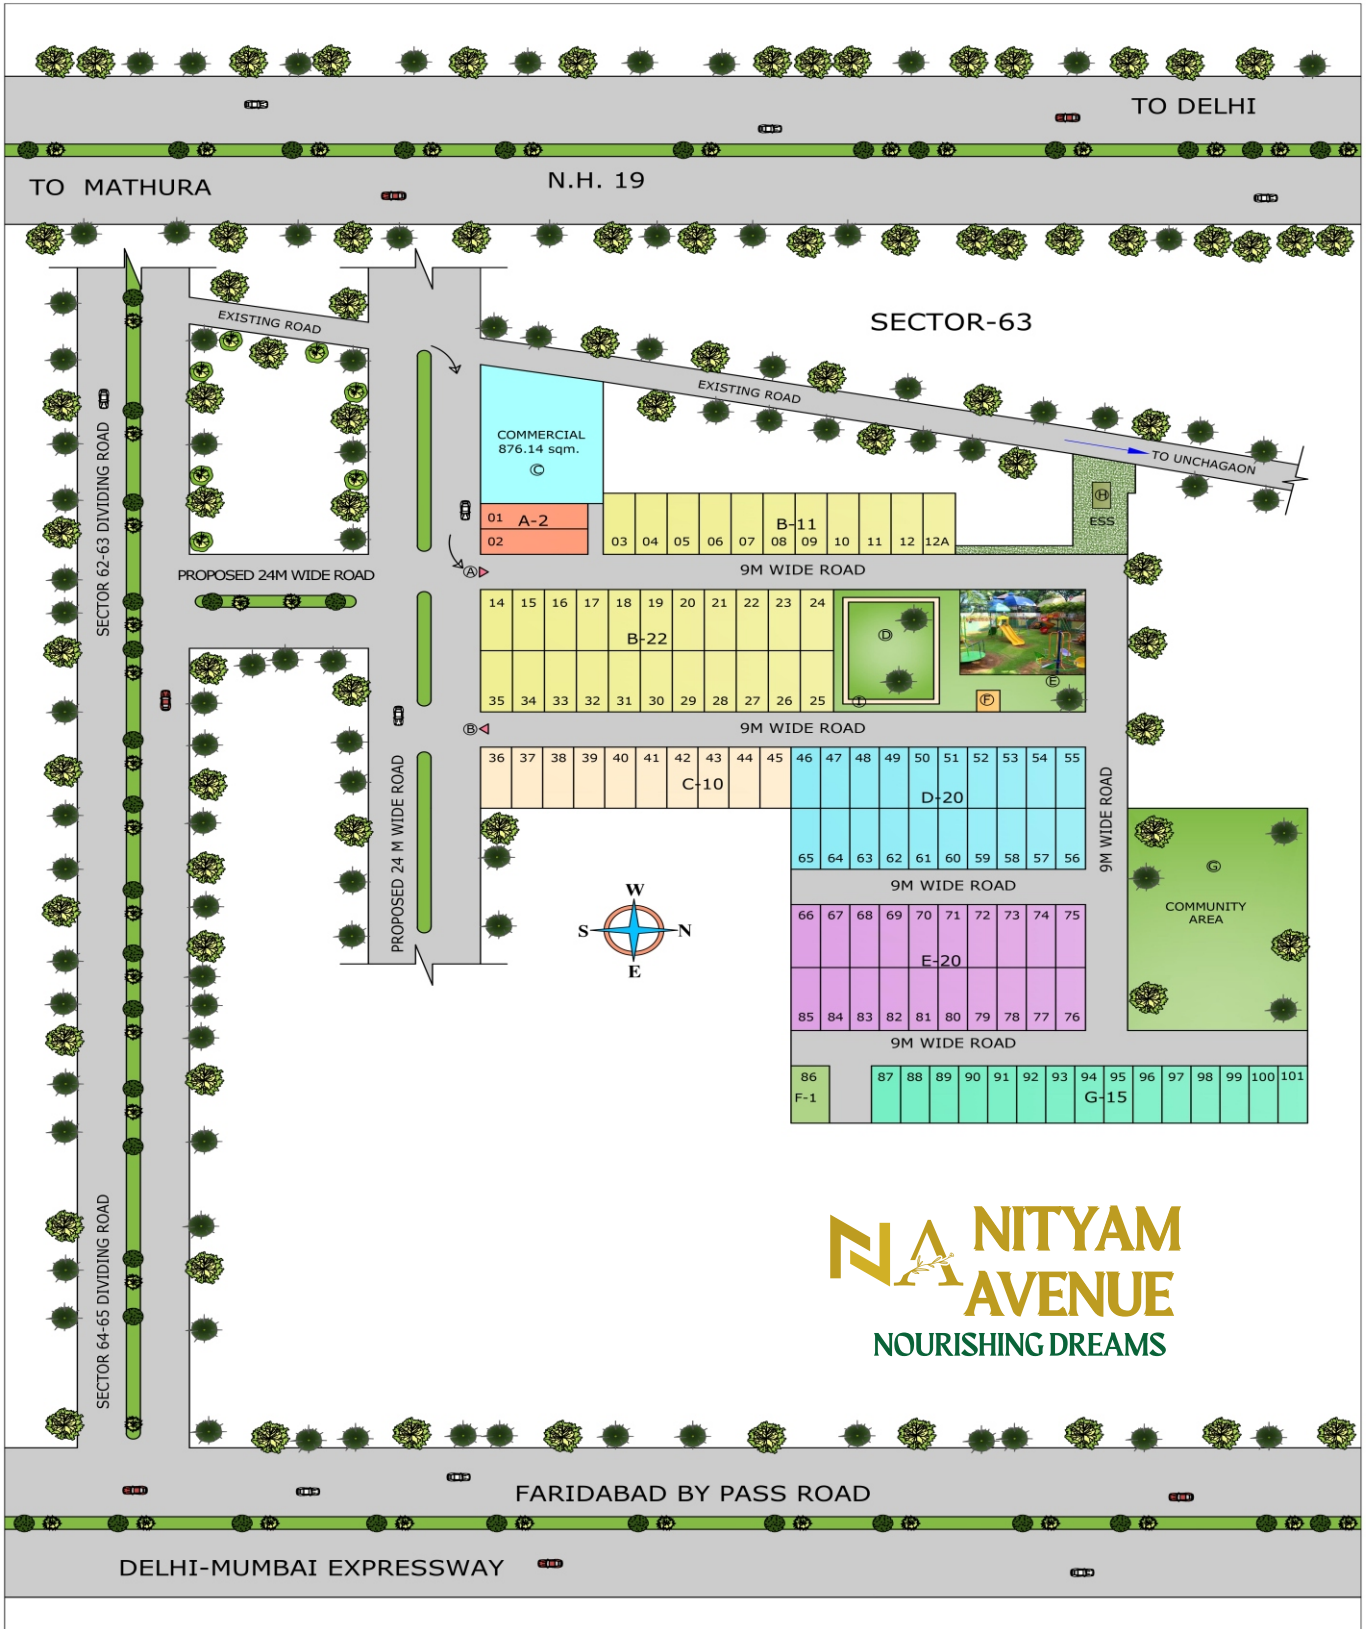 TO DELHI
TO MATHURA
N.H. 19
SECTOR-63
EXISTING ROAD
EXISTING ROAD
TO UNCHAGAON
SECTOR 62-63 DIVIDING ROAD
COMMERCIAL
876.14 sqm.
C
H
ESS
01 A-2
02
B-11
03 04 05 06 07 08 09 10 11 12 12A
PROPOSED 24M WIDE ROAD
A
9M WIDE ROAD
14 15 16 17 18 19 20 21 22 23 24
B-22
35 34 33 32 31 30 29 28 27 26 25
D
E
F
I
B
9M WIDE ROAD
36 37 38 39 40 41 42 43 44 45
C-10
46 47 48 49 50 51 52 53 54 55
D-20
65 64 63 62 61 60 59 58 57 56
PROPOSED 24 M WIDE ROAD
9M WIDE ROAD
9M WIDE ROAD
G
COMMUNITY
AREA
66 67 68 69 70 71 72 73 74 75
E-20
85 84 83 82 81 80 79 78 77 76
W
S N
E
9M WIDE ROAD
86
F-1
87 88 89 90 91 92 93 94 95 96 97 98 99 100 101
G-15
SECTOR 64-65 DIVIDING ROAD
NA NITYAM
AVENUE
NOURISHING DREAMS
FARIDABAD BY PASS ROAD
DELHI-MUMBAI EXPRESSWAY